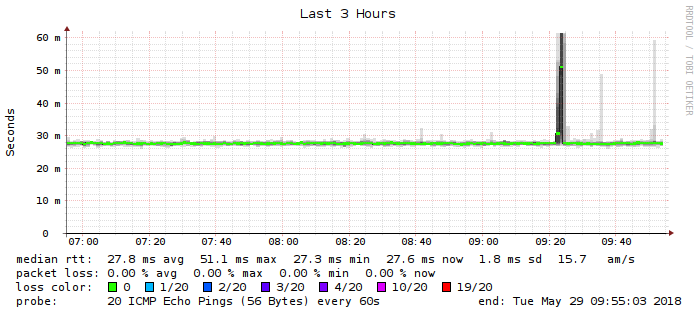 Last 3 Hours
RRDTOOL / TOBI OETIKER
Seconds
60 m
50 m
40 m
30 m
20 m
10 m
0
07:00 07:20 07:40 08:00 08:20 08:40 09:00 09:20 09:40
median rtt: 27.8 ms avg 51.1 ms max 27.3 ms min 27.6 ms now 1.8 ms sd 15.7 am/s
packet loss: 0.00 % avg 0.00 % max 0.00 % min 0.00 % now
loss color: 0 1/20 2/20 3/20 4/20 10/20 19/20
probe: 20 ICMP Echo Pings (56 Bytes) every 60s end: Tue May 29 09:55:03 2018